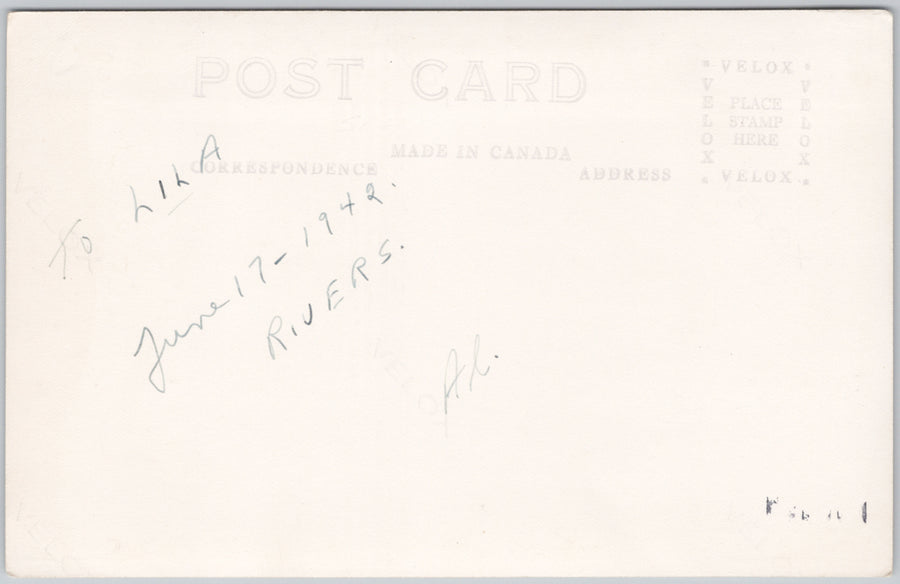 POST CARD
VELOX
VELOX
VELOX
VELOX
PLACE
STAMP
HERE
MADE IN CANADA
CORRESPONDENCE
ADDRESS
TO LILA
June 17 - 1942.
RIVERS.
Al.